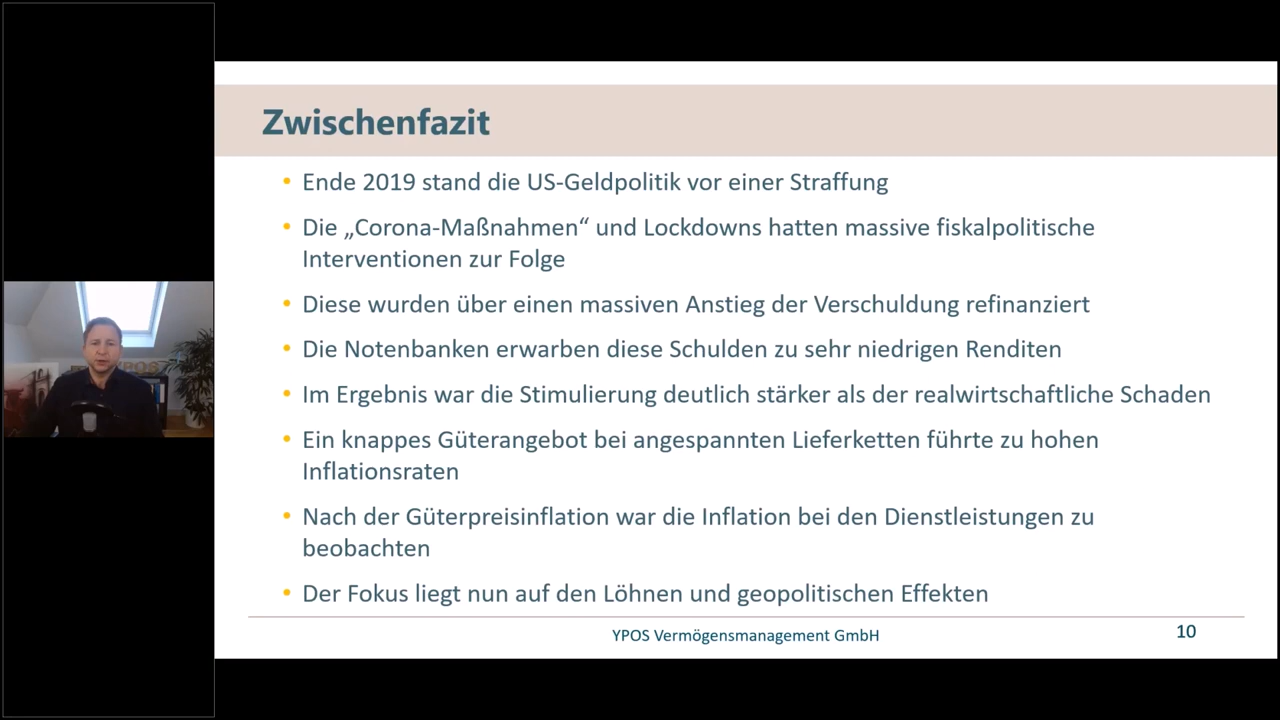 Zwischenfazit
• Ende 2019 stand die US-Geldpolitik vor einer Straffung
• Die „Corona-Maßnahmen“ und Lockdowns hatten massive fiskalpolitische
Interventionen zur Folge
• Diese wurden über einen massiven Anstieg der Verschuldung refinanziert
• Die Notenbanken erwarben diese Schulden zu sehr niedrigen Renditen
• Im Ergebnis war die Stimulierung deutlich stärker als der realwirtschaftliche Schaden
• Ein knappes Güterangebot bei angespannten Lieferketten führte zu hohen
Inflationsraten
• Nach der Güterpreisinflation war die Inflation bei den Dienstleistungen zu
beobachten
• Der Fokus liegt nun auf den Löhnen und geopolitischen Effekten
YPOS Vermögensmanagement GmbH
10